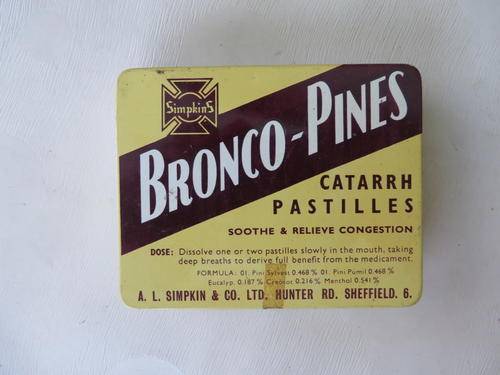 SimpkinS
BRONCO-PINES
CATARRH
PASTILLES
SOOTHE & RELIEVE CONGESTION
DOSE: Dissolve one or two pastilles slowly in the mouth, taking
deep breaths to derive full benefit from the medicament.
FORMULA: Ol. Pini Sylvest 0.468% Ol. Pini Pumil 0.468%
Eucalyp. 0.187% Creosot 0.216% Menthol 0.541%
A. L. SIMPKIN & CO. LTD. HUNTER RD. SHEFFIELD. 6.